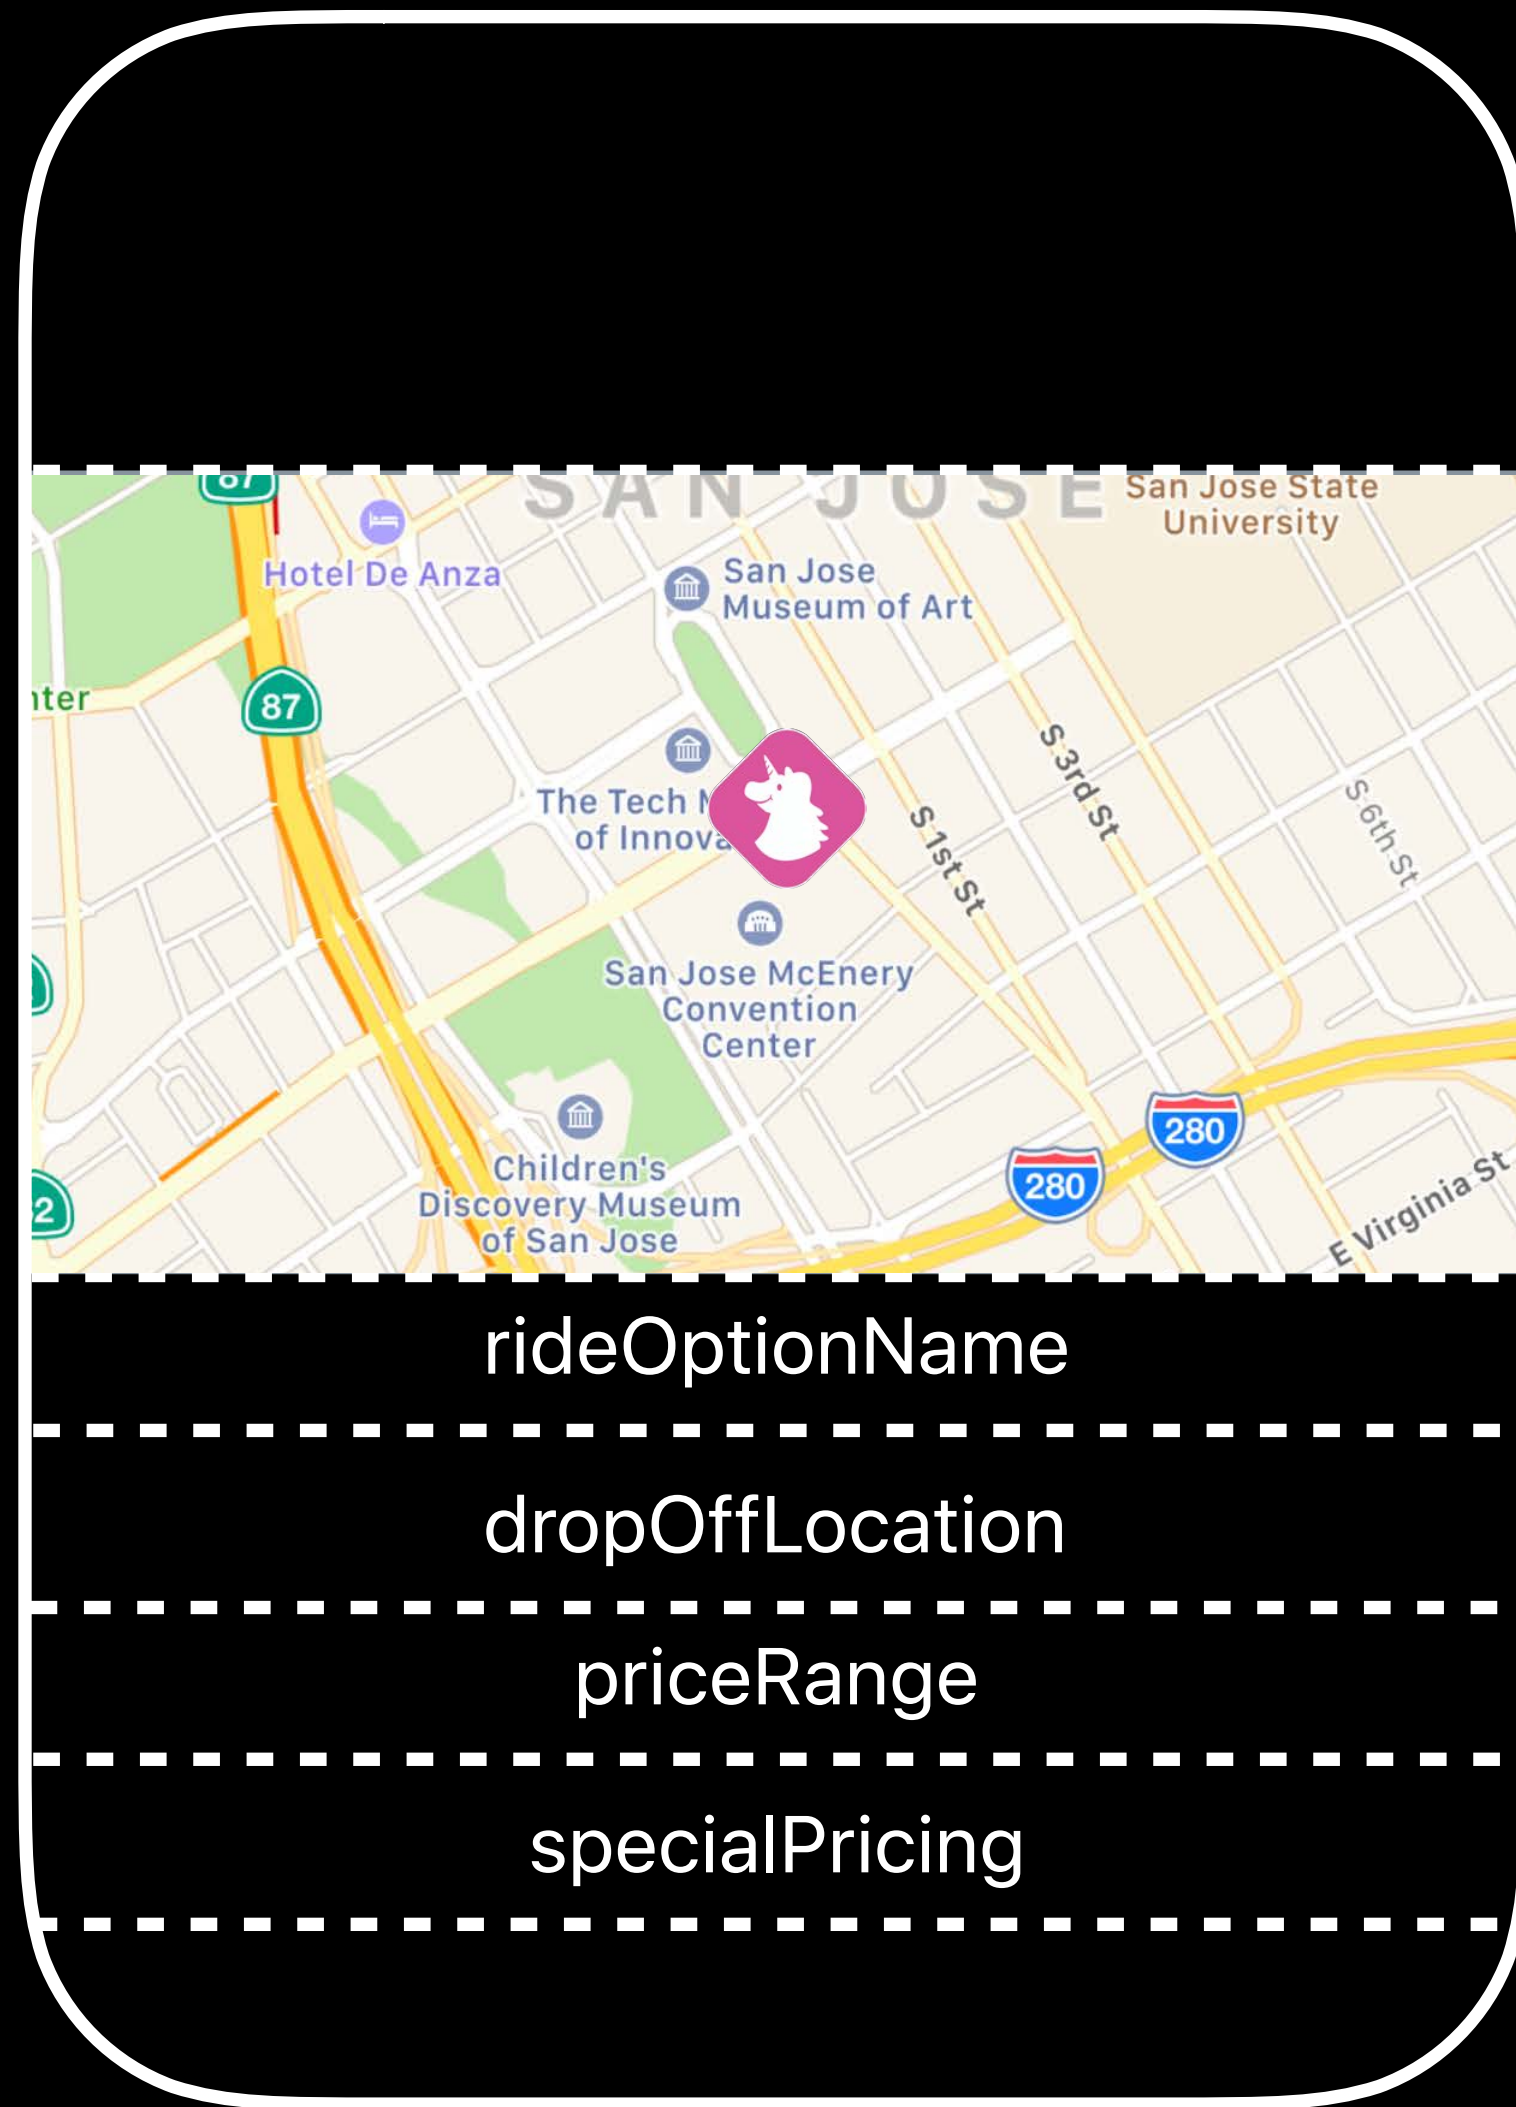 87
SAN JOSE
San Jose State
University
Hotel De Anza
San Jose
Museum of Art
87
S 3rd St
The Tech
of
S 1st St
S 6th St
San Jose McEnery
Convention
Center
280
280
Children's
Discovery Museum
of San Jose
E Virginia St
rideOptionName
dropOffLocation
priceRange
specialPricing